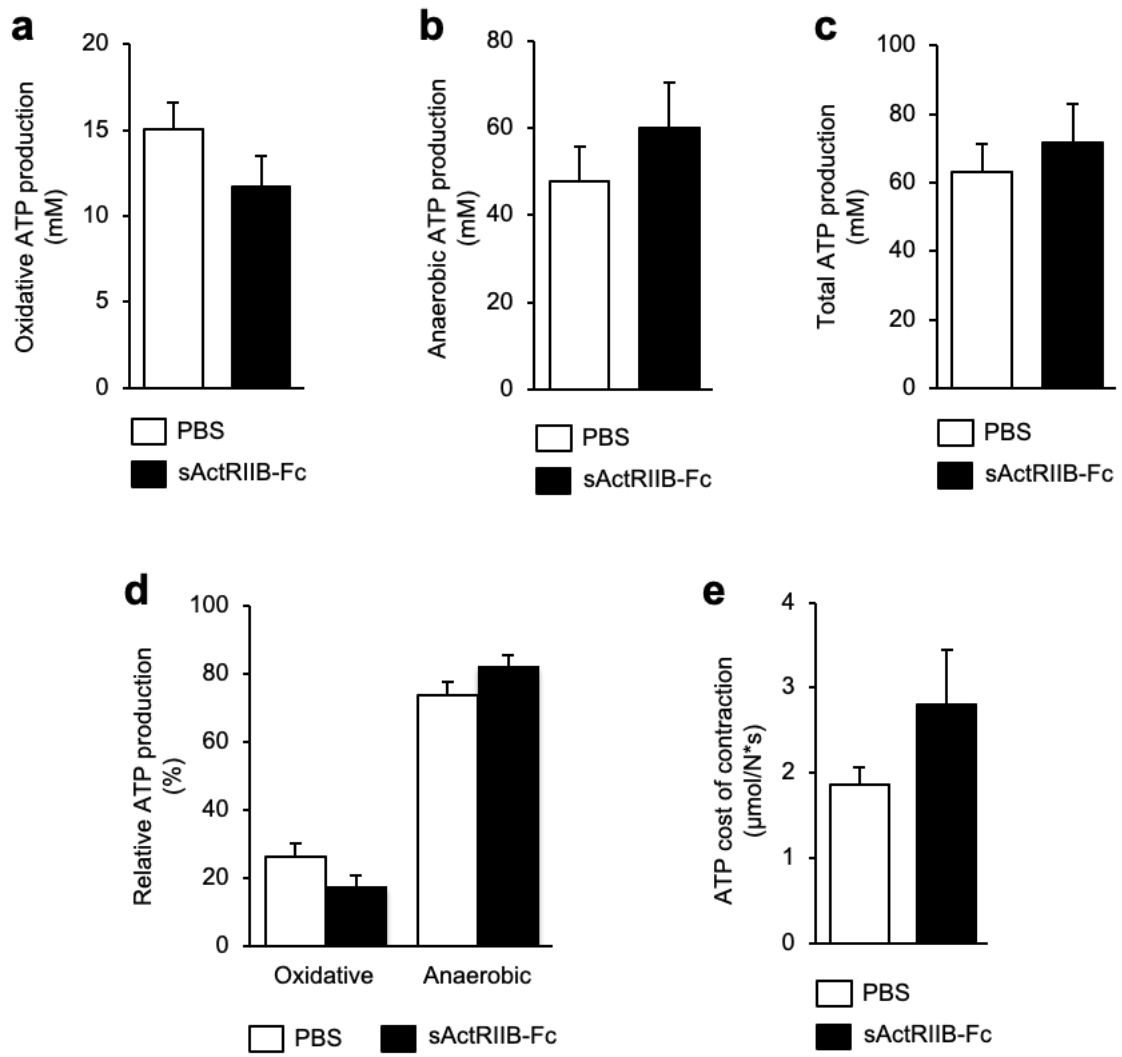 a
Oxidative ATP production
(mM)
20
15
10
5
0
PBS
sActRIIB-Fc
b
Anaerobic ATP production
(mM)
80
60
40
20
0
PBS
sActRIIB-Fc
c
Total ATP production
(mM)
100
80
60
40
20
0
PBS
sActRIIB-Fc
d
Relative ATP production
(%)
100
80
60
40
20
0
Oxidative
Anaerobic
PBS
sActRIIB-Fc
e
ATP cost of contraction
(µmol/N*s)
4
3
2
1
0
PBS
sActRIIB-Fc